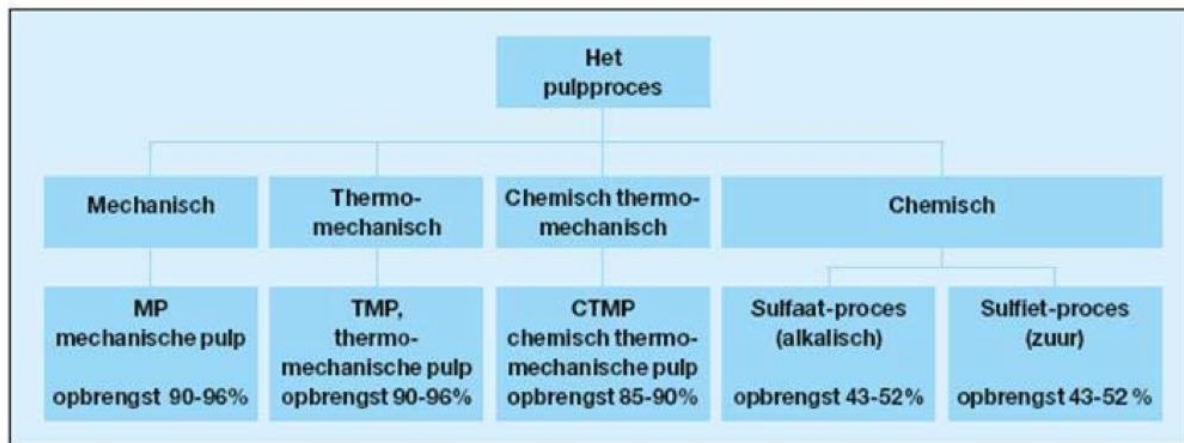 Het
pulpproces
Mechanisch
Thermo-
mechanisch
Chemisch thermo-
mechanisch
Chemisch
MP
mechanische pulp
opbrengst 90-96%
TMP,
thermo-
mechanische pulp
opbrengst 90-96%
CTMP
chemisch thermo-
mechanische pulp
opbrengst 85-90%
Sulfaat-proces
(alkalisch)
opbrengst 43-52%
Sulfiet-proces
(zuur)
opbrengst 43-52 %